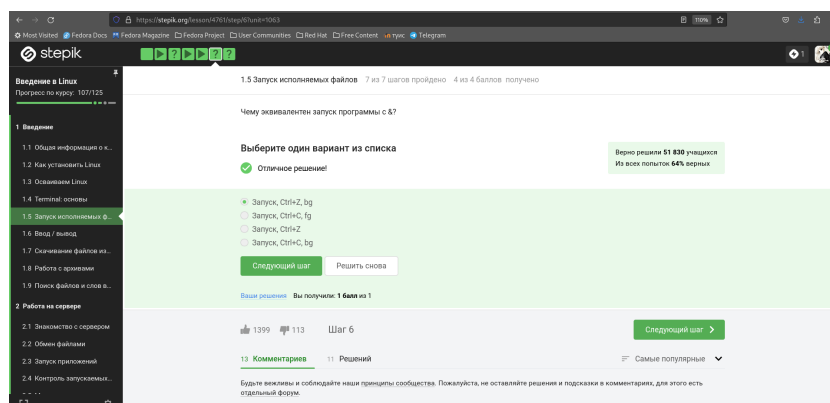 https://stepik.org/lesson/4761/step/6?unit=1063
110%
Most Visited Fedora Docs Fedora Magazine Fedora Project User Communities Red Hat Free Content Telegram
stepik
1
Введение в Linux
Прогресс по курсу: 107/125
1.5 Запуск исполняемых файлов 7 из 7 шагов пройдено 4 из 4 баллов получено
Чему эквивалентен запуск программы с &?
1 Введение
1.1 Общая информация о к...
1.2 Как установить Linux
1.3 Осваиваем Linux
1.4 Terminal: основы
1.5 Запуск исполняемых ф...
1.6 Ввод / вывод
1.7 Скачивание файлов из...
1.8 Работа с архивами
1.9 Поиск файлов и слов в...
2 Работа на сервере
2.1 Знакомство с сервером
2.2 Обмен файлами
2.3 Запуск приложений
2.4 Контроль запускаемых...
Выберите один вариант из списка
Отличное решение!
Верно решили 51 830 учащихся
Из всех попыток 64% верных
Запуск, Ctrl+Z, bg
Запуск, Ctrl+C, fg
Запуск, Ctrl+Z
Запуск, Ctrl+C, bg
Следующий шаг Решить снова
Ваши решения Вы получили: 1 балл из 1
1399 113 Шаг 6
Следующий шаг
13 Комментариев 11 Решений
Самые популярные
Будьте вежливы и соблюдайте наши принципы сообщества. Пожалуйста, не оставляйте решения и подсказки в комментариях, для этого есть
отдельный форум.